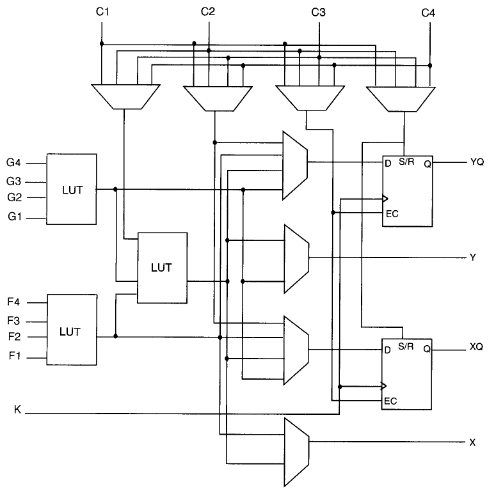 C1 C2 C3 C4
G4
G3
G2
G1
LUT
D S/R Q
EC
YQ
LUT
Y
F4
F3
F2
F1
LUT
D S/R Q
EC
XQ
K
X